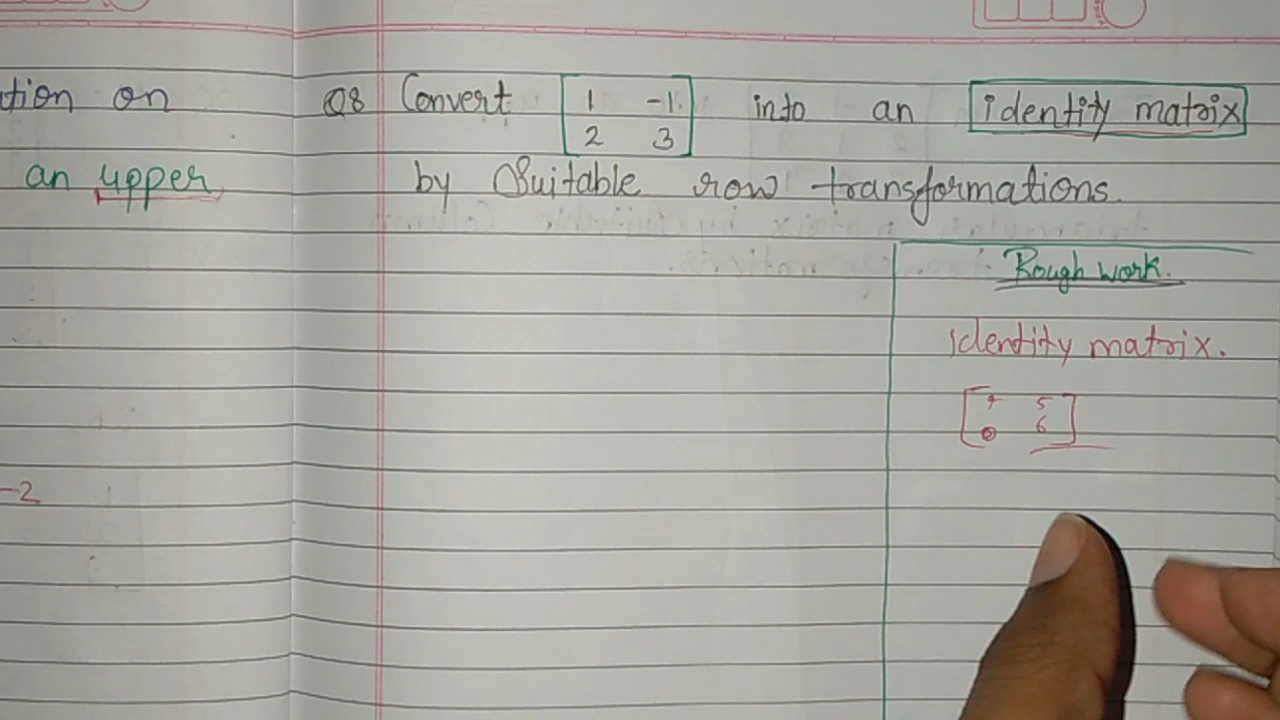 tion on
an upper
-2
Q8 Convert [ 1 -1 ] into an identity matrix
[ 2 3 ]
by Suitable row transformations.
Rough work.
identity matrix.
5
0 6